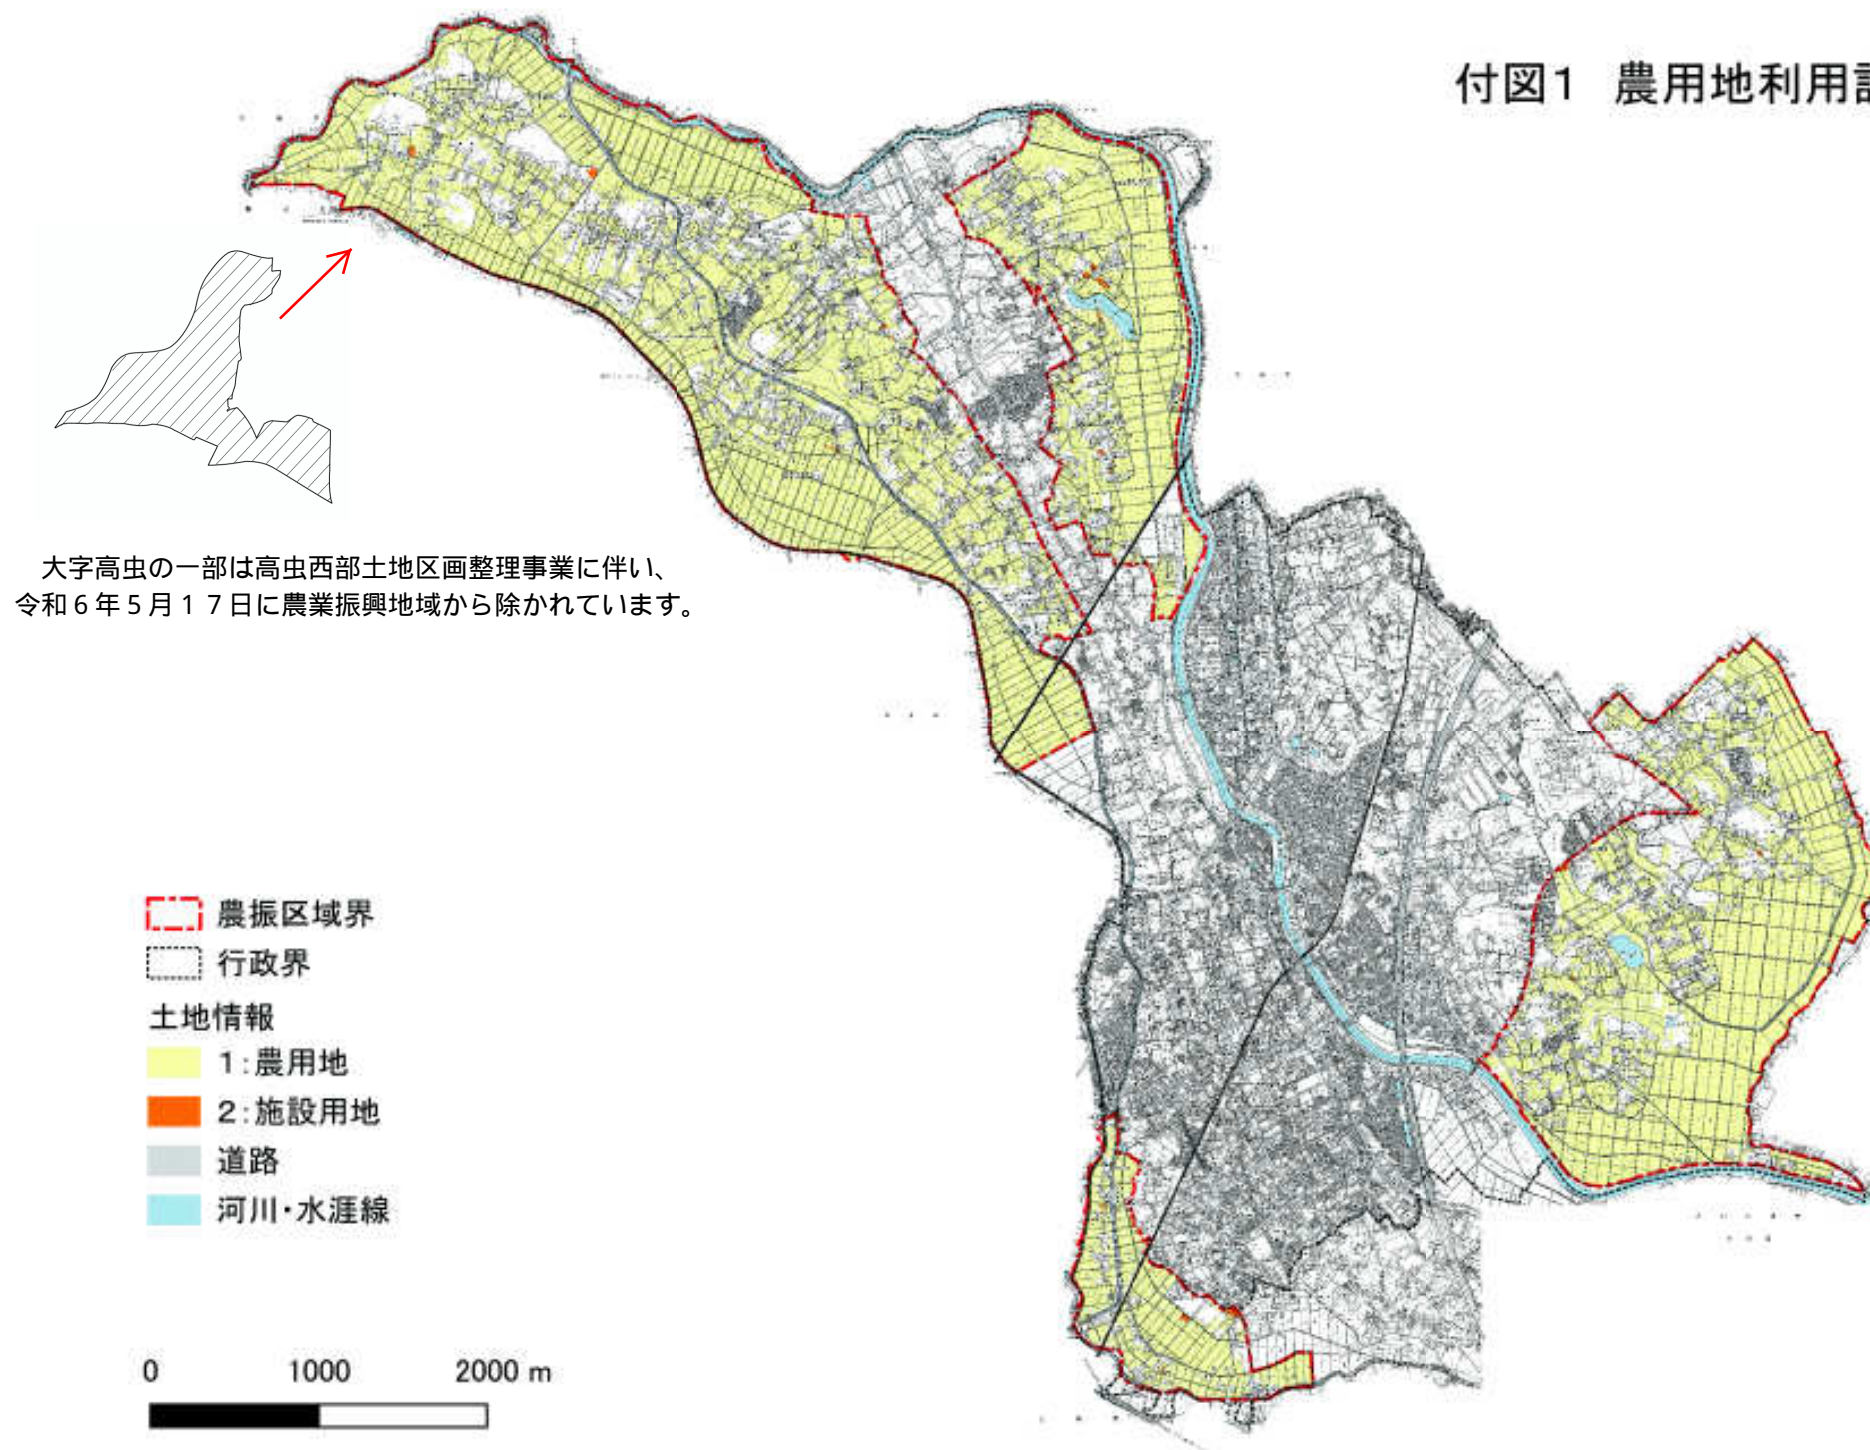 付図1 農用地利用
大字高虫の一部は高虫西部土地区画整理事業に伴い、
令和6年5月17日に農業振興地域から除かれています。
農振区域界
行政界
土地情報
1:農用地
2:施設用地
道路
河川・水涯線
0 1000 2000 m